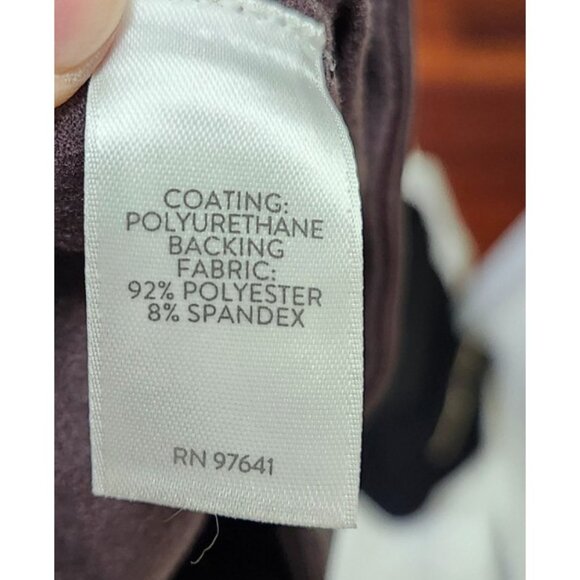 COATING:
POLYURETHANE
BACKING
FABRIC:
92% POLYESTER
8% SPANDEX
RN 97641